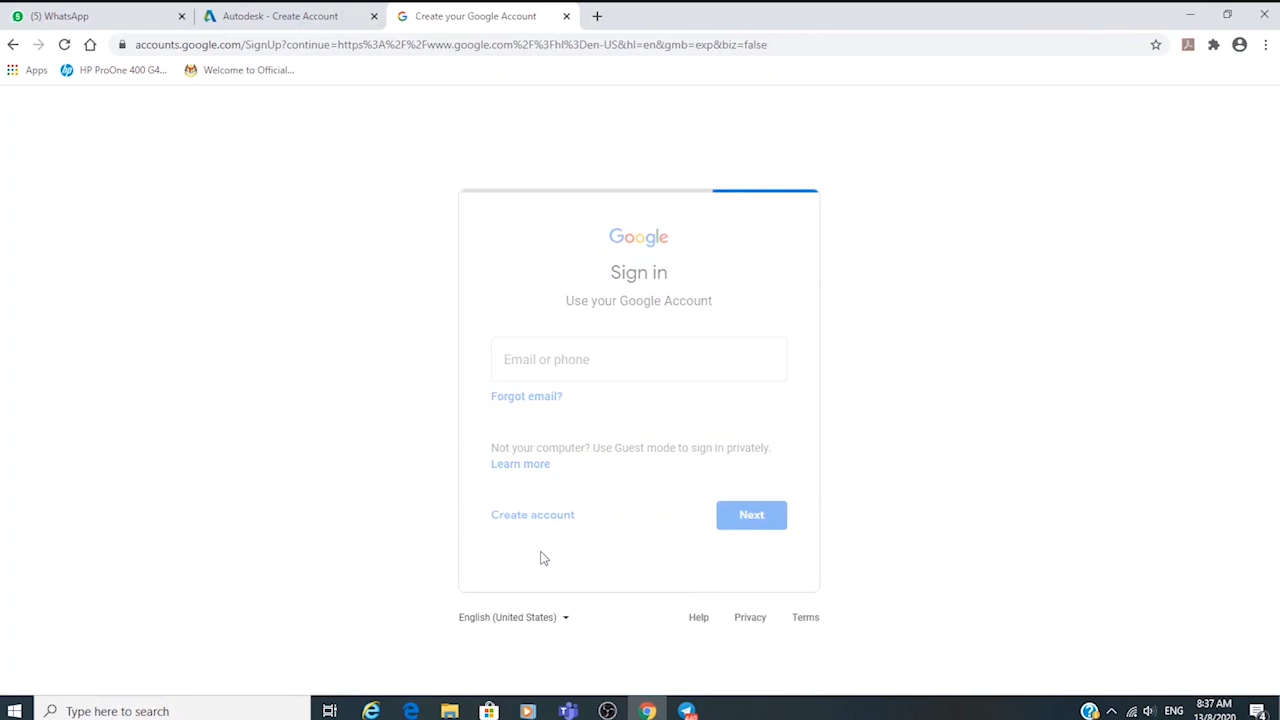 (5) WhatsApp
Autodesk - Create Account
Create your Google Account
accounts.google.com/SignUp?continue=https%3A%2F%2Fwww.google.com%2F%3Fhl%3Den-US&hl=en&gmb=exp&biz=false
Apps
HP ProOne 400 G4...
Welcome to Official...
Google
Sign in
Use your Google Account
Email or phone
Forgot email?
Not your computer? Use Guest mode to sign in privately.
Learn more
Create account
Next
English (United States)
Help
Privacy
Terms
Type here to search
ENG
8:37 AM
13/8/2020